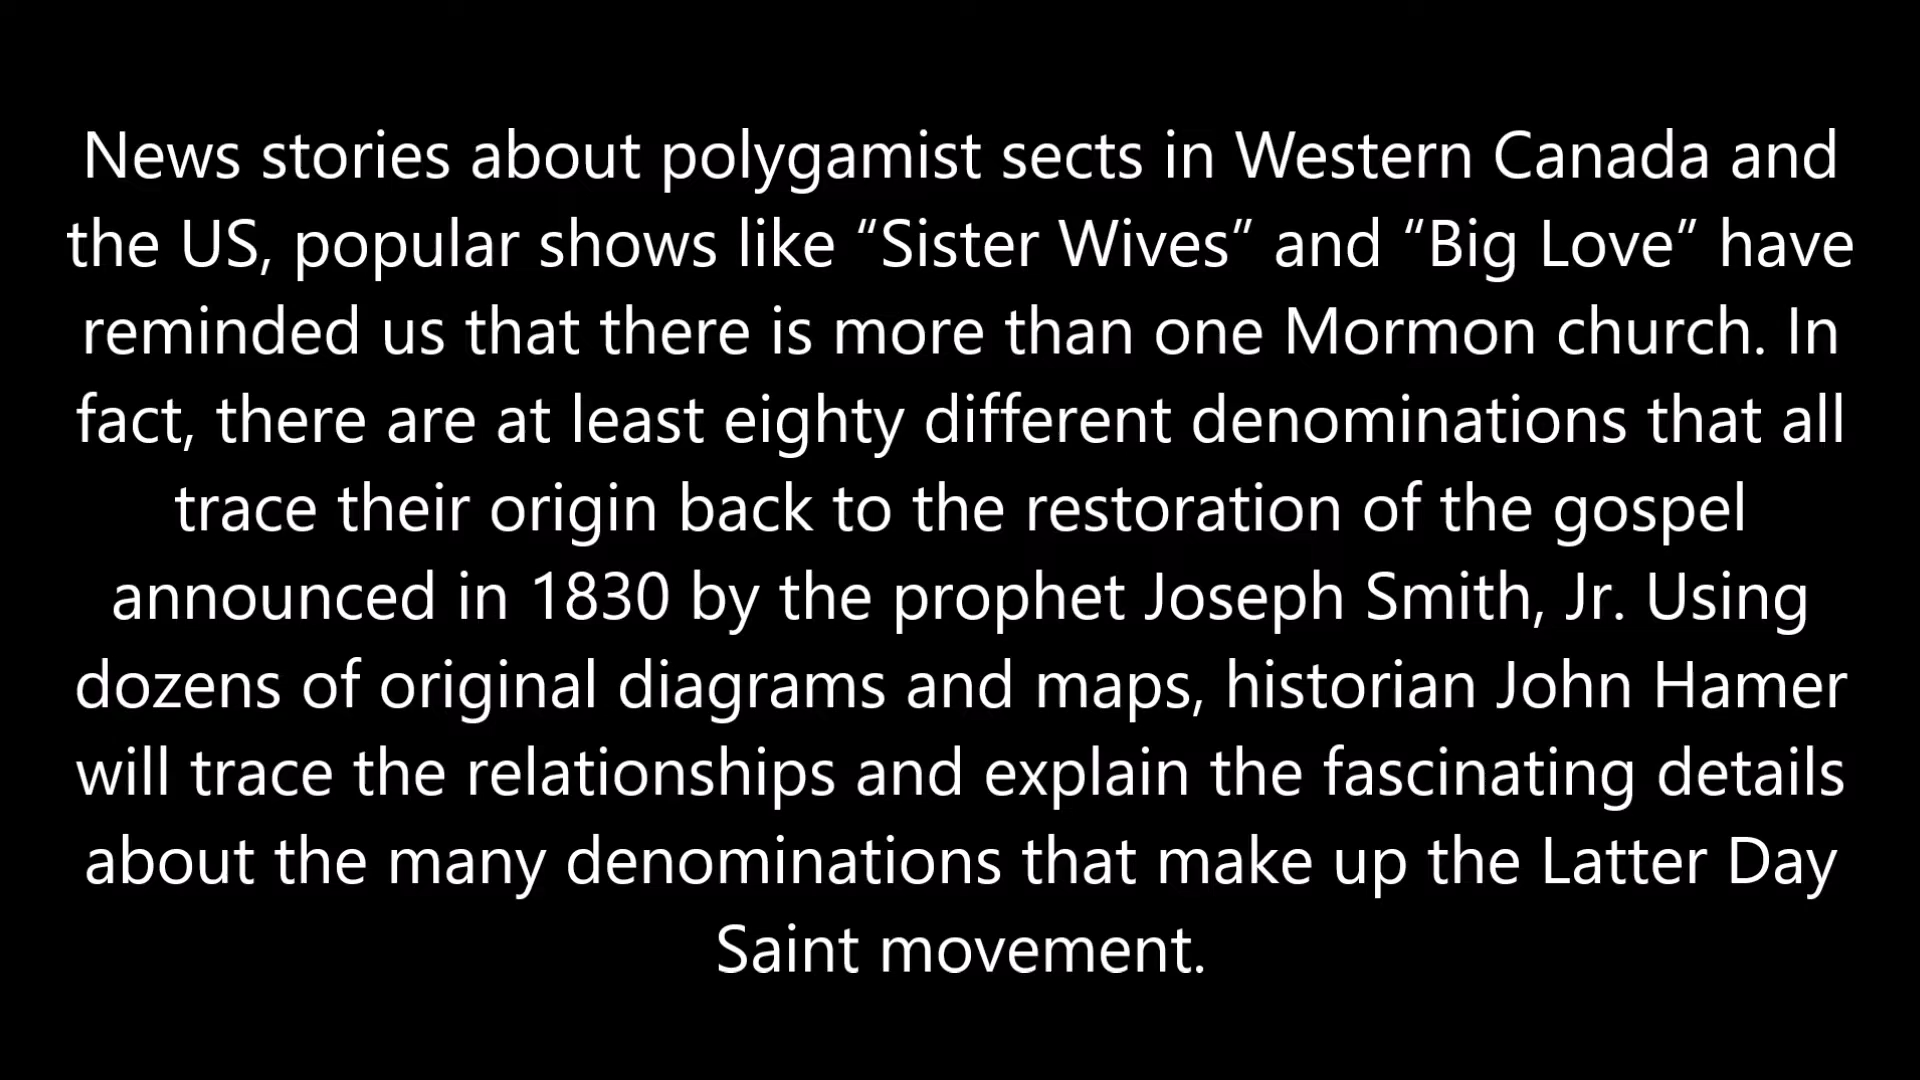 News stories about polygamist sects in Western Canada and
the US, popular shows like “Sister Wives” and “Big Love” have
reminded us that there is more than one Mormon church. In
fact, there are at least eighty different denominations that all
trace their origin back to the restoration of the gospel
announced in 1830 by the prophet Joseph Smith, Jr. Using
dozens of original diagrams and maps, historian John Hamer
will trace the relationships and explain the fascinating details
about the many denominations that make up the Latter Day
Saint movement.